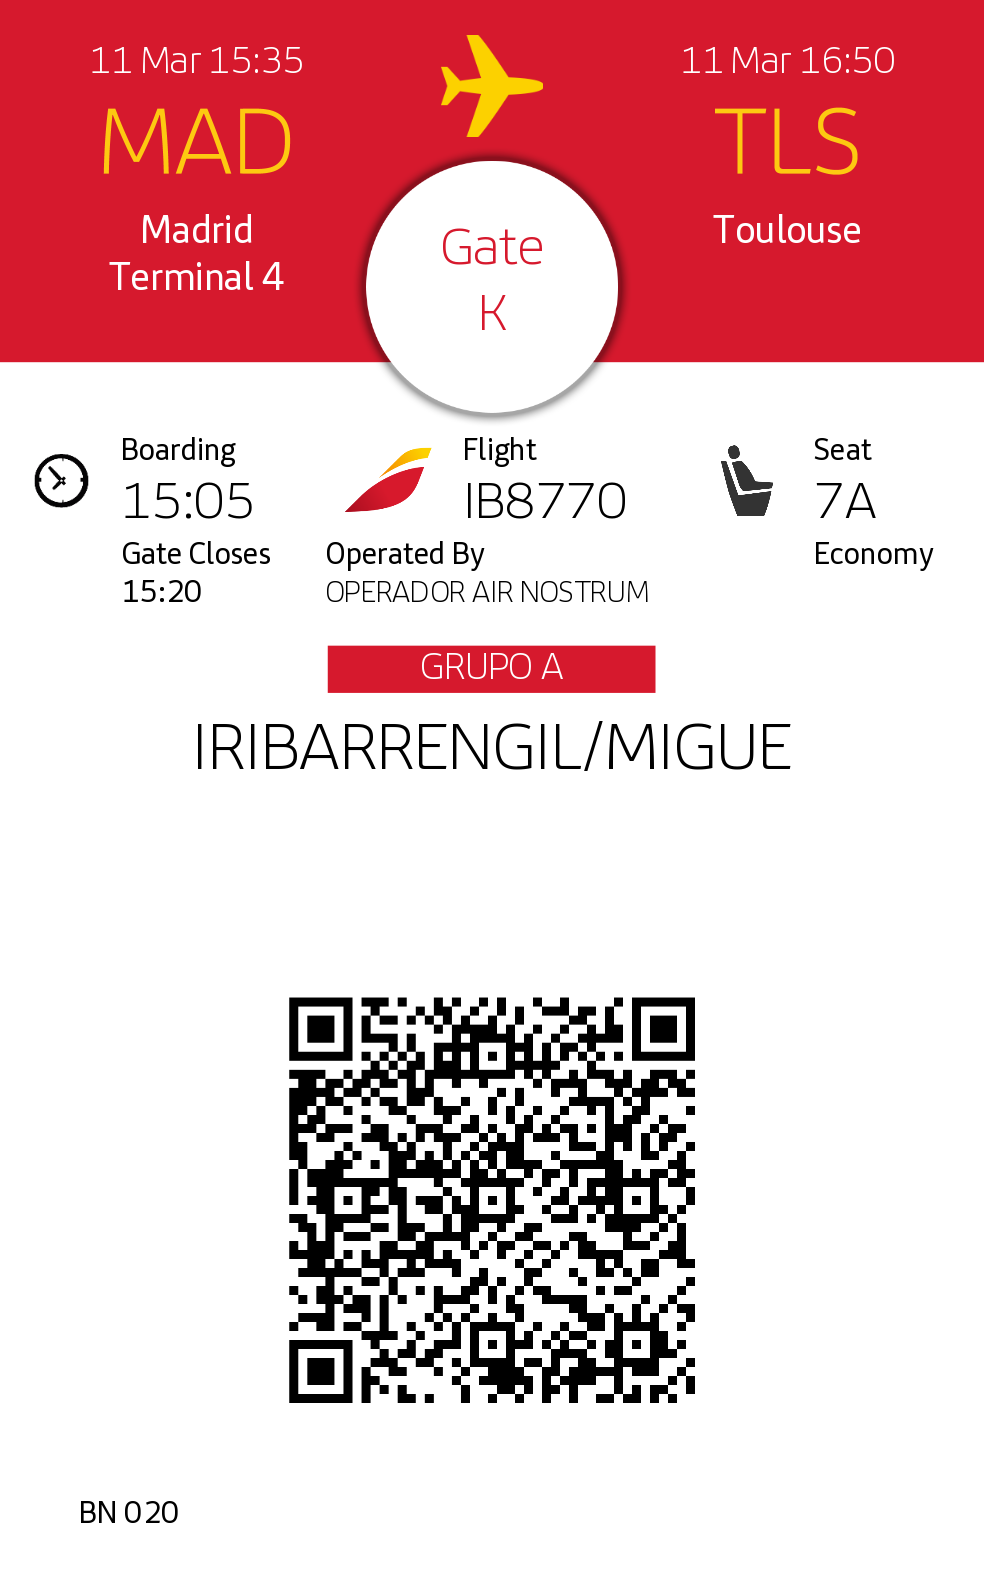 11 Mar 15:35
MAD
Madrid
Terminal 4
11 Mar 16:50
TLS
Toulouse
Gate
K
Boarding
15:05
Gate Closes
15:20
Flight
IB8770
Operated By
OPERADOR AIR NOSTRUM
Seat
7A
Economy
GRUPO A
IRIBARRENGIL/MIGUE
BN 020